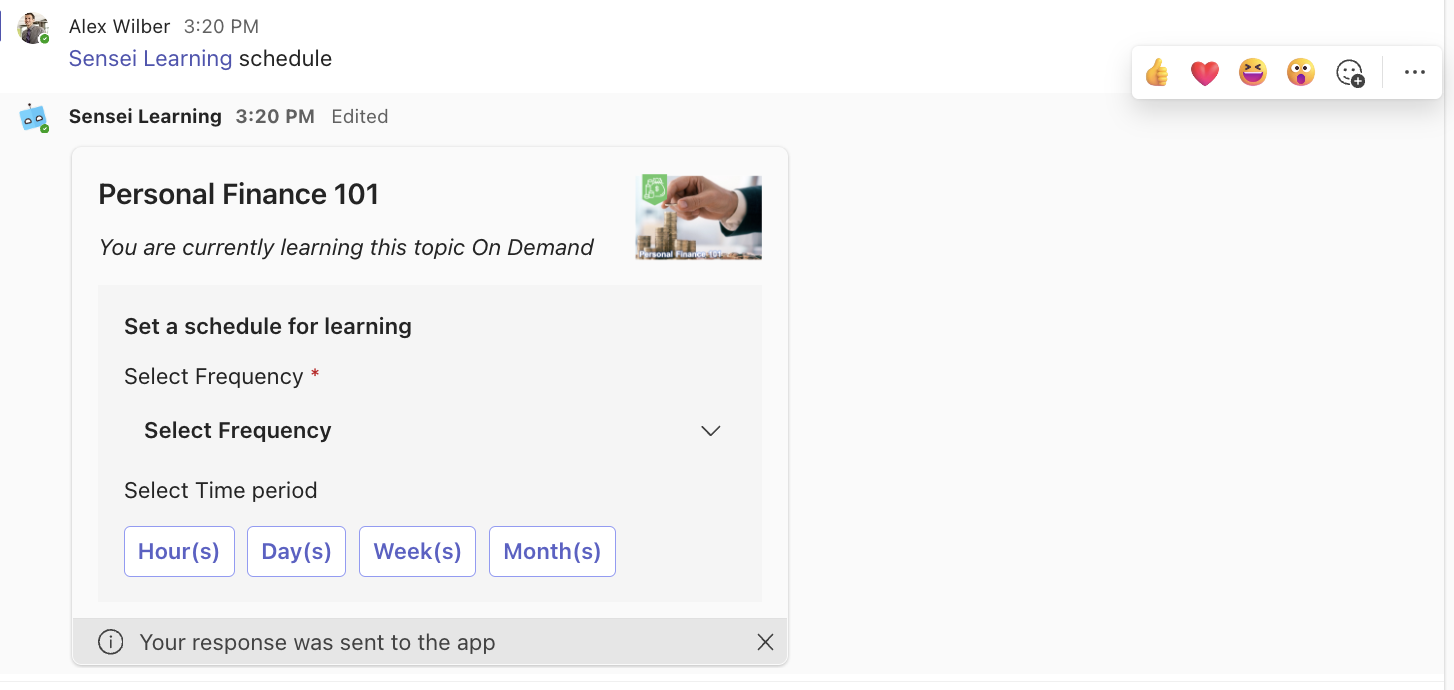 Alex Wilber 3:20 PM
Sensei Learning schedule
Sensei Learning 3:20 PM Edited
Personal Finance 101
You are currently learning this topic On Demand
Personal Finance 101
Set a schedule for learning
Select Frequency *
Select Frequency
Select Time period
Hour(s) Day(s) Week(s) Month(s)
Your response was sent to the app